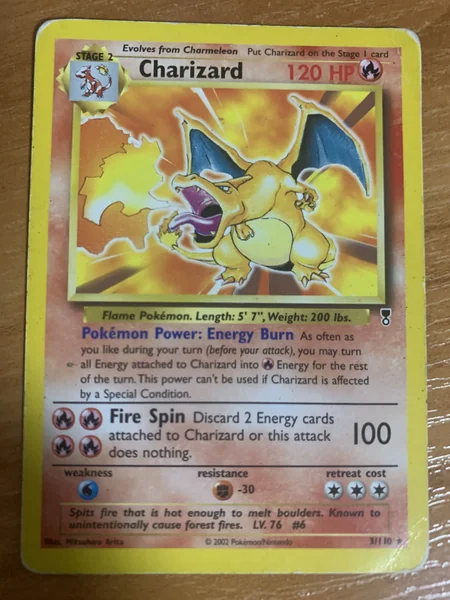 Evolves from Charmeleon Put Charizard on the Stage 1 card
STAGE 2
Charizard 120 HP
Flame Pokémon. Length: 5' 7", Weight: 200 lbs.
Pokémon Power: Energy Burn As often as
you like during your turn (before your attack), you may turn
all Energy attached to Charizard into Energy for the rest
of the turn. This power can't be used if Charizard is affected
by a Special Condition.
Fire Spin Discard 2 Energy cards
attached to Charizard or this attack
does nothing.
100
weakness resistance retreat cost
-30
Spits fire that is hot enough to melt boulders. Known to
unintentionally cause forest fires. LV. 76 #6
Illus. Mitsuhiro Arita © 2002 Pokémon/Nintendo 3/110 ★